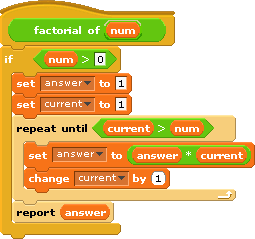 factorial of num
if num > 0
set answer to 1
set current to 1
repeat until current > num
set answer to answer * current
change current by 1
report answer